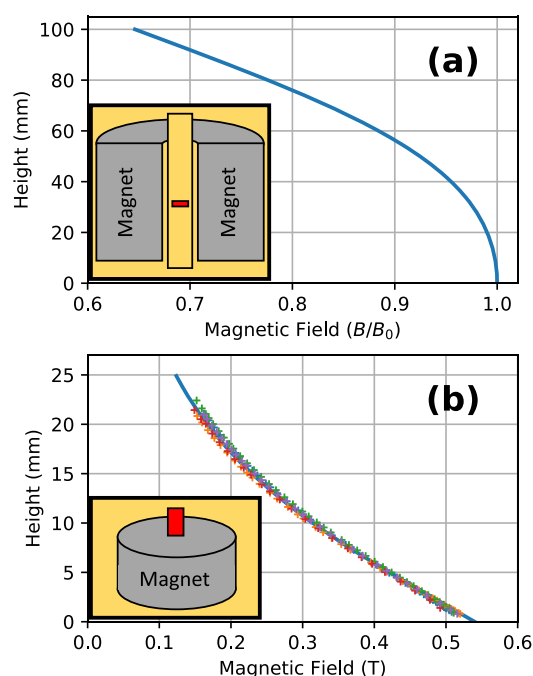 100
80
60
40
20
0
Height (mm)
(a)
Magnet
Magnet
0.6 0.7 0.8 0.9 1.0
Magnetic Field (B/B₀)
25
20
15
10
5
0
Height (mm)
(b)
Magnet
0.0 0.1 0.2 0.3 0.4 0.5 0.6
Magnetic Field (T)